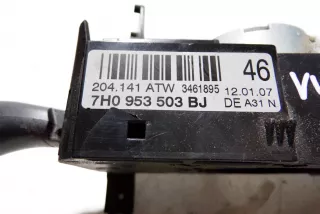 46
204.141 ATW 3461895 12.01.07
7H0 953 503 BJ DE A31 N